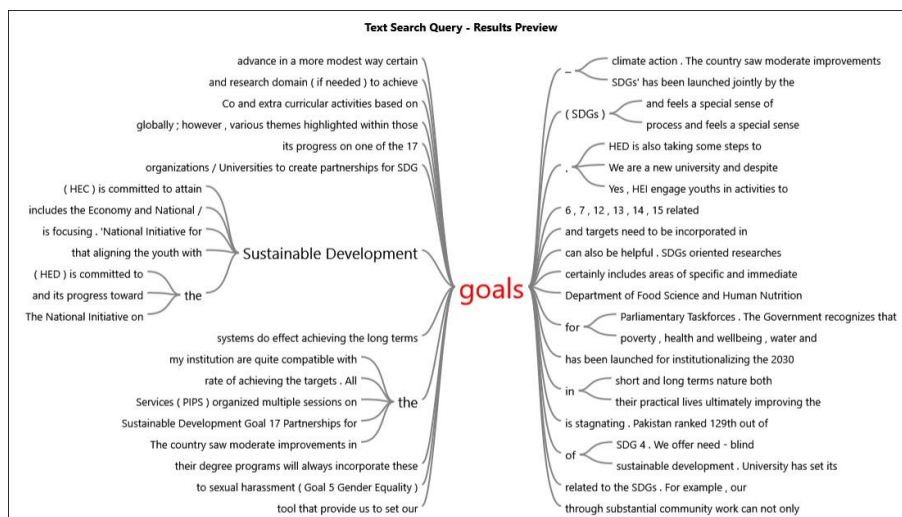 Text Search Query - Results Preview
advance in a more modest way certain
and research domain ( if needed ) to achieve
Co and extra curricular activities based on
globally ; however , various themes highlighted within those
its progress on one of the 17
organizations / Universities to create partnerships for SDG
( HEC ) is committed to attain
includes the Economy and National /
is focusing . 'National Initiative for
that aligning the youth with
( HED ) is committed to
and its progress toward
The National Initiative on
the
Sustainable Development
systems do effect achieving the long terms
my institution are quite compatible with
rate of achieving the targets . All
Services ( PIPS ) organized multiple sessions on
Sustainable Development Goal 17 Partnerships for
The country saw moderate improvements in
the
their degree programs will always incorporate these
to sexual harassment ( Goal 5 Gender Equality )
tool that provide us to set our
goals
–
climate action . The country saw moderate improvements
SDGs' has been launched jointly by the
( SDGs )
and feels a special sense of
process and feels a special sense
.
HED is also taking some steps to
We are a new university and despite
Yes , HEI engage youths in activities to
6 , 7 , 12 , 13 , 14 , 15 related
and targets need to be incorporated in
can also be helpful . SDGs oriented researches
certainly includes areas of specific and immediate
Department of Food Science and Human Nutrition
for
Parliamentary Taskforces . The Government recognizes that
poverty , health and wellbeing , water and
has been launched for institutionalizing the 2030
in
short and long terms nature both
their practical lives ultimately improving the
is stagnating . Pakistan ranked 129th out of
of
SDG 4 . We offer need - blind
sustainable development . University has set its
related to the SDGs . For example , our
through substantial community work can not only